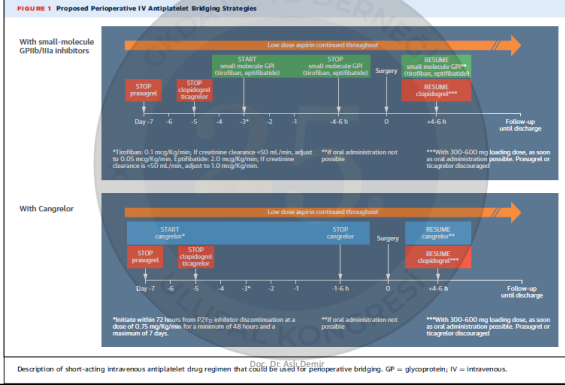 FIGURE 1 Proposed Perioperative IV Antiplatelet Bridging Strategies
With small-molecule
GPIIb/IIIa inhibitors
Low dose aspirin continued throughout
START
small molecule GPI
(tirofiban, eptifibatide)
STOP
small molecule GPI
(tirofiban, eptifibatide)
Surgery
RESUME
small molecule GPI**
(tirofiban, eptifibatide)
STOP
prasugrel
STOP
clopidogrel
ticagrelor
RESUME
clopidogrel***
Day -7 -6 -5 -4 -3* -2 -1 -4-6 h 0 +4-6 h Follow-up
until discharge
*Tirofiban: 0.1 mcg/Kg/min; If creatinine clearance <50 mL/min, adjust
to 0.05 mcg/Kg/min. Eptifibatide: 2.0 mcg/Kg/min; If creatinine
clearance is <50 mL/min, adjust to 1.0 mcg/Kg/min.
**If oral administration not
possible
***With 300-600 mg loading dose, as soon
as oral administration possible. Prasugrel or
ticagrelor discouraged
With Cangrelor
Low dose aspirin continued throughout
START
cangrelor*
STOP
cangrelor
Surgery
RESUME
cangrelor**
STOP
prasugrel
STOP
clopidogrel
ticagrelor
RESUME
clopidogrel***
Day -7 -6 -5 -4 -3* -2 -1 -1-6 h 0 +4-6 h Follow-up
until discharge
*Initiate within 72 hours from P2Y12 inhibitor discontinuation at a
dose of 0.75 mg/Kg/min for a minimum of 48 hours and a
maximum of 7 days.
**If oral administration not
possible
***With 300-600 mg loading dose, as soon
as oral administration possible. Prasugrel or
ticagrelor discouraged
Doç. Dr. Aslı Demir
Description of short-acting intravenous antiplatelet drug regimen that could be used for perioperative bridging. GP = glycoprotein; IV = intravenous.